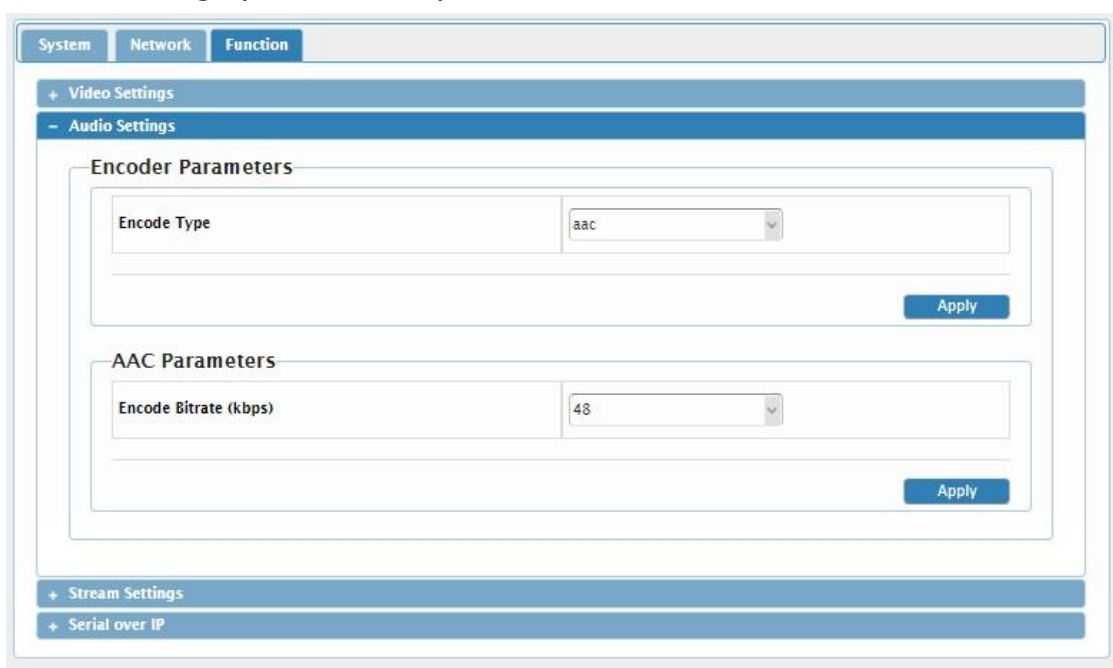 System Network Function
+ Video Settings
– Audio Settings
Encoder Parameters
Encode Type aac
Apply
AAC Parameters
Encode Bitrate (kbps) 48
Apply
+ Stream Settings
+ Serial over IP